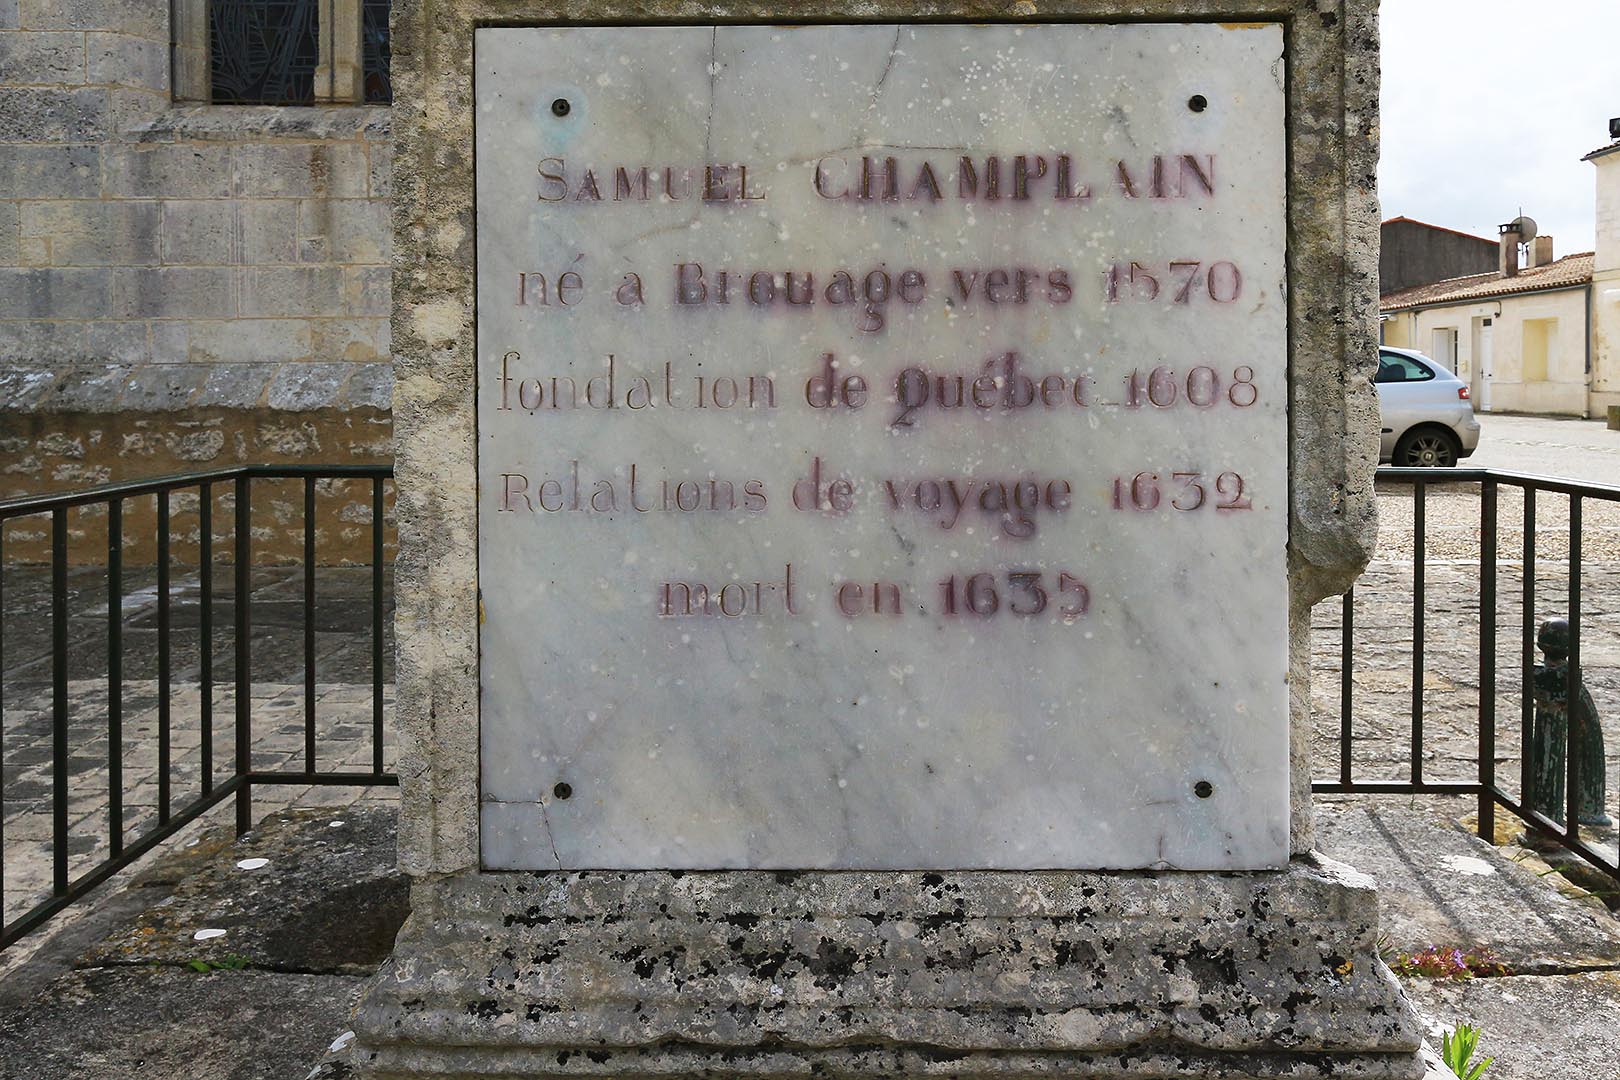 SAMUEL CHAMPLAIN
né à Brouage vers 1570
fondation de Québec 1608
Relations de voyage 1632
mort en 1635